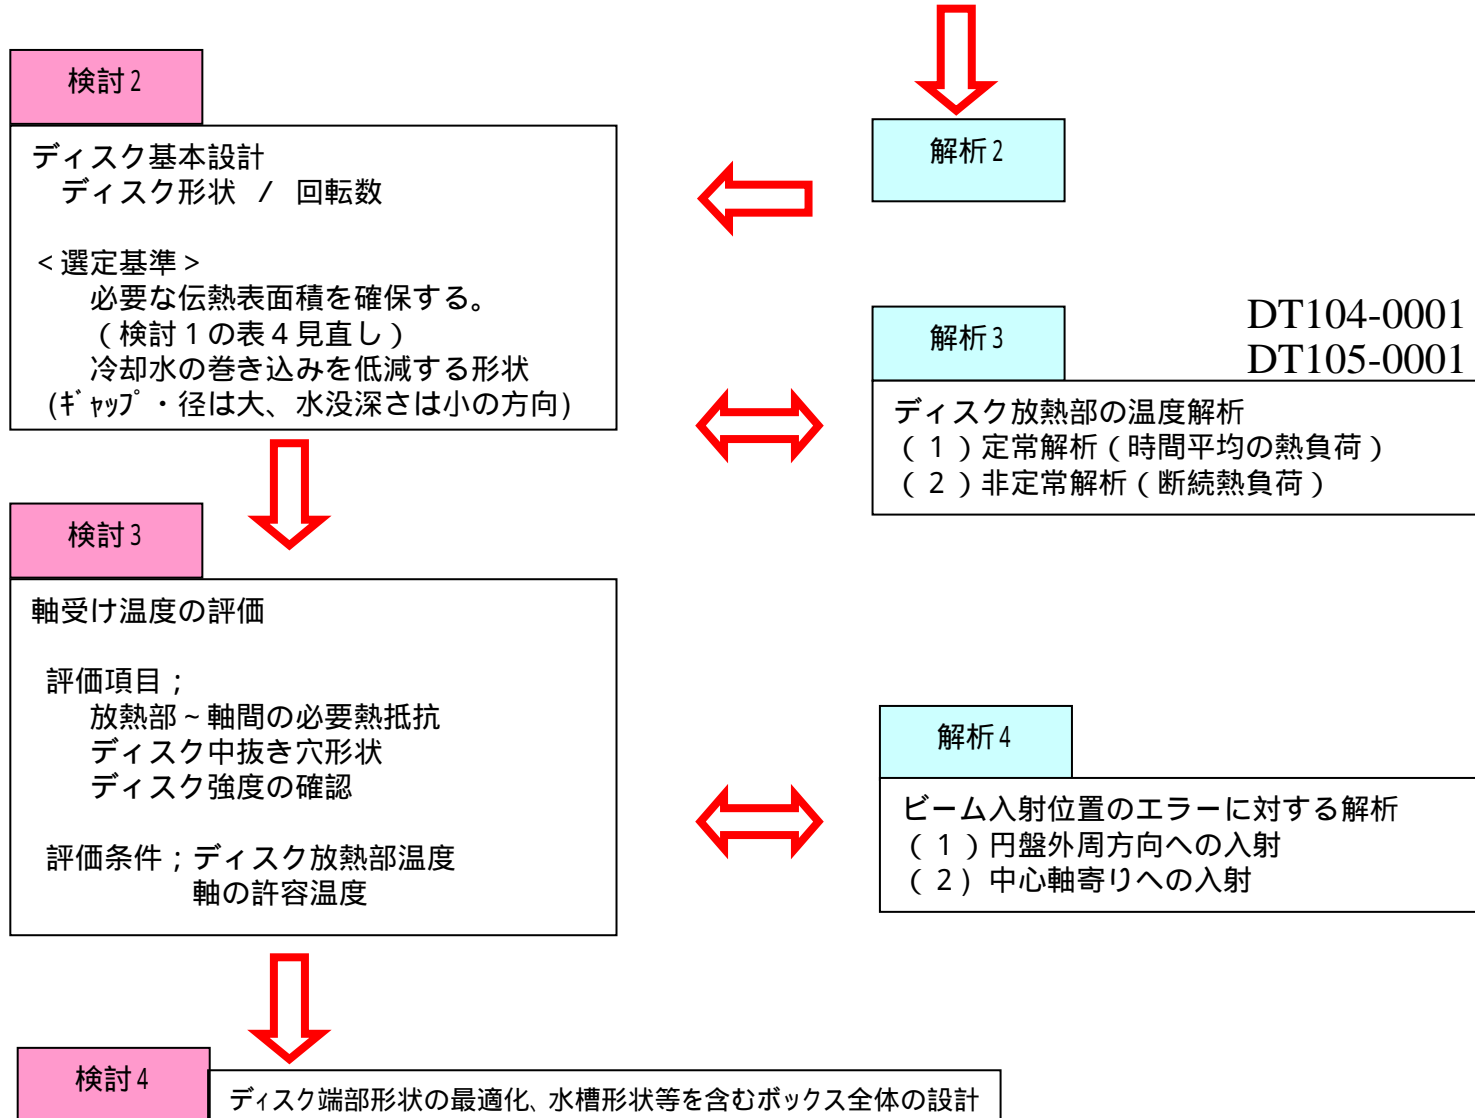 検討2
ディスク基本設計
ディスク形状 / 回転数
<選定基準>
必要な伝熱表面積を確保する。
(検討1の表4見直し)
冷却水の巻き込みを低減する形状
(ｷﾞｬｯﾌﾟ・径は大、水没深さは小の方向)
解析2
解析3
DT104-0001
DT105-0001
ディスク放熱部の温度解析
(1)定常解析(時間平均の熱負荷)
(2)非定常解析(断続熱負荷)
検討3
軸受け温度の評価
評価項目;
放熱部~軸間の必要熱抵抗
ディスク中抜き穴形状
ディスク強度の確認
評価条件;ディスク放熱部温度
軸の許容温度
解析4
ビーム入射位置のエラーに対する解析
(1)円盤外周方向への入射
(2)中心軸寄りへの入射
検討4
ディスク端部形状の最適化、水槽形状等を含むボックス全体の設計